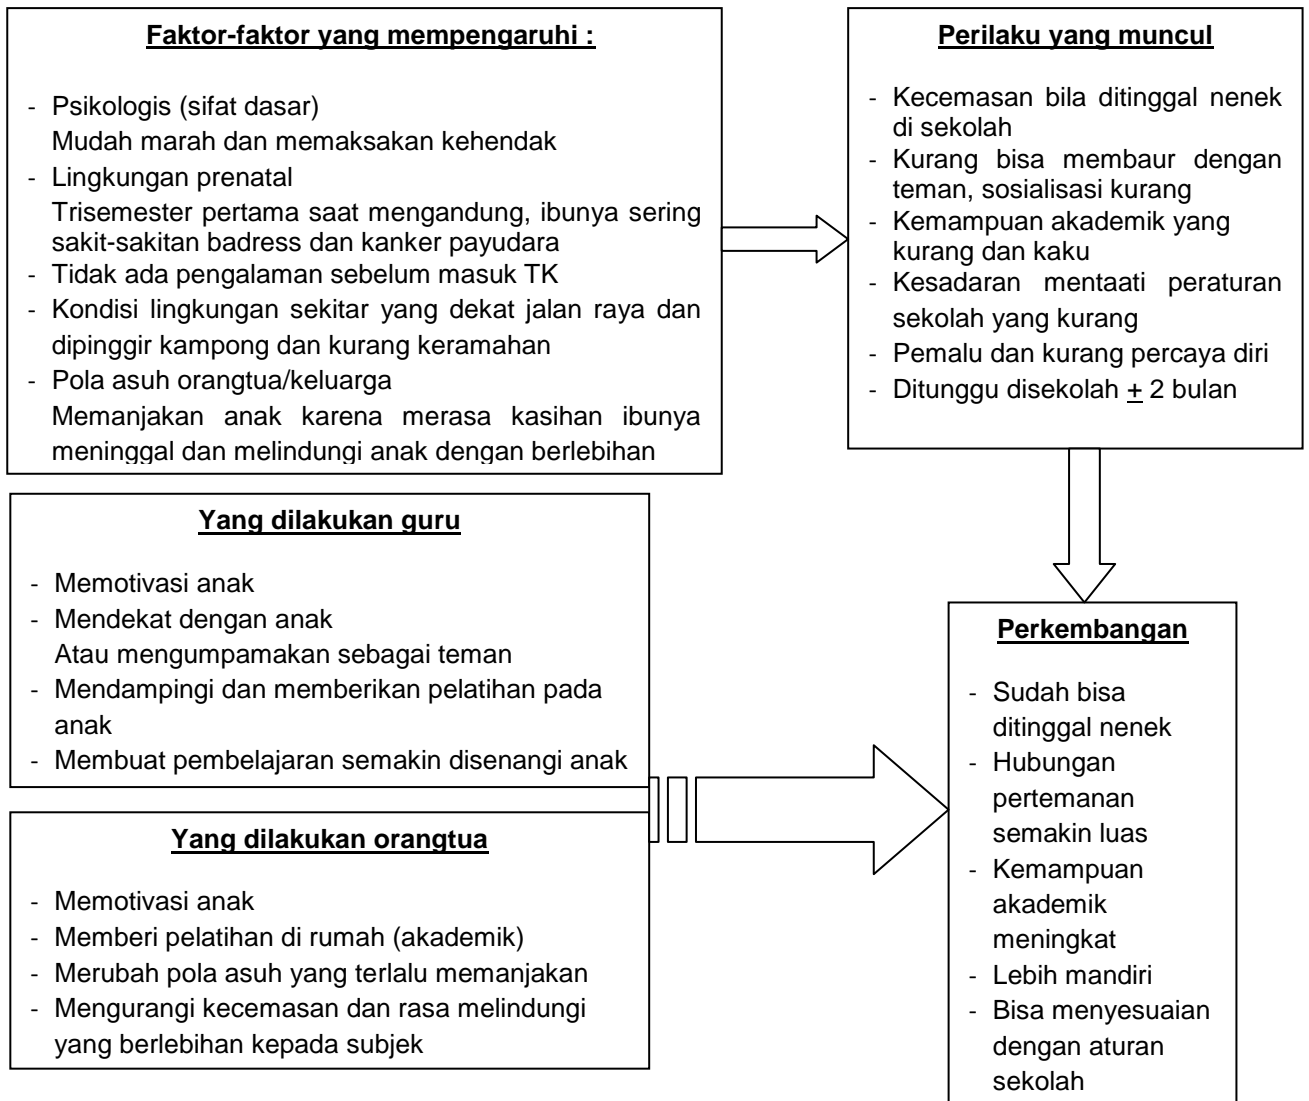 Faktor-faktor yang mempengaruhi :
- Psikologis (sifat dasar)
Mudah marah dan memaksakan kehendak
- Lingkungan prenatal
Trisemester pertama saat mengandung, ibunya sering
sakit-sakitan badress dan kanker payudara
- Tidak ada pengalaman sebelum masuk TK
- Kondisi lingkungan sekitar yang dekat jalan raya dan
dipinggir kampong dan kurang keramahan
- Pola asuh orangtua/keluarga
Memanjakan anak karena merasa kasihan ibunya
meninggal dan melindungi anak dengan berlebihan
Perilaku yang muncul
- Kecemasan bila ditinggal nenek
di sekolah
- Kurang bisa membaur dengan
teman, sosialisasi kurang
- Kemampuan akademik yang
kurang dan kaku
- Kesadaran mentaati peraturan
sekolah yang kurang
- Pemalu dan kurang percaya diri
- Ditunggu disekolah ± 2 bulan
Yang dilakukan guru
- Memotivasi anak
- Mendekat dengan anak
Atau mengumpamakan sebagai teman
- Mendampingi dan memberikan pelatihan pada
anak
- Membuat pembelajaran semakin disenangi anak
Yang dilakukan orangtua
- Memotivasi anak
- Memberi pelatihan di rumah (akademik)
- Merubah pola asuh yang terlalu memanjakan
- Mengurangi kecemasan dan rasa melindungi
yang berlebihan kepada subjek
Perkembangan
- Sudah bisa
ditinggal nenek
- Hubungan
pertemanan
semakin luas
- Kemampuan
akademik
meningkat
- Lebih mandiri
- Bisa menyesuaian
dengan aturan
sekolah